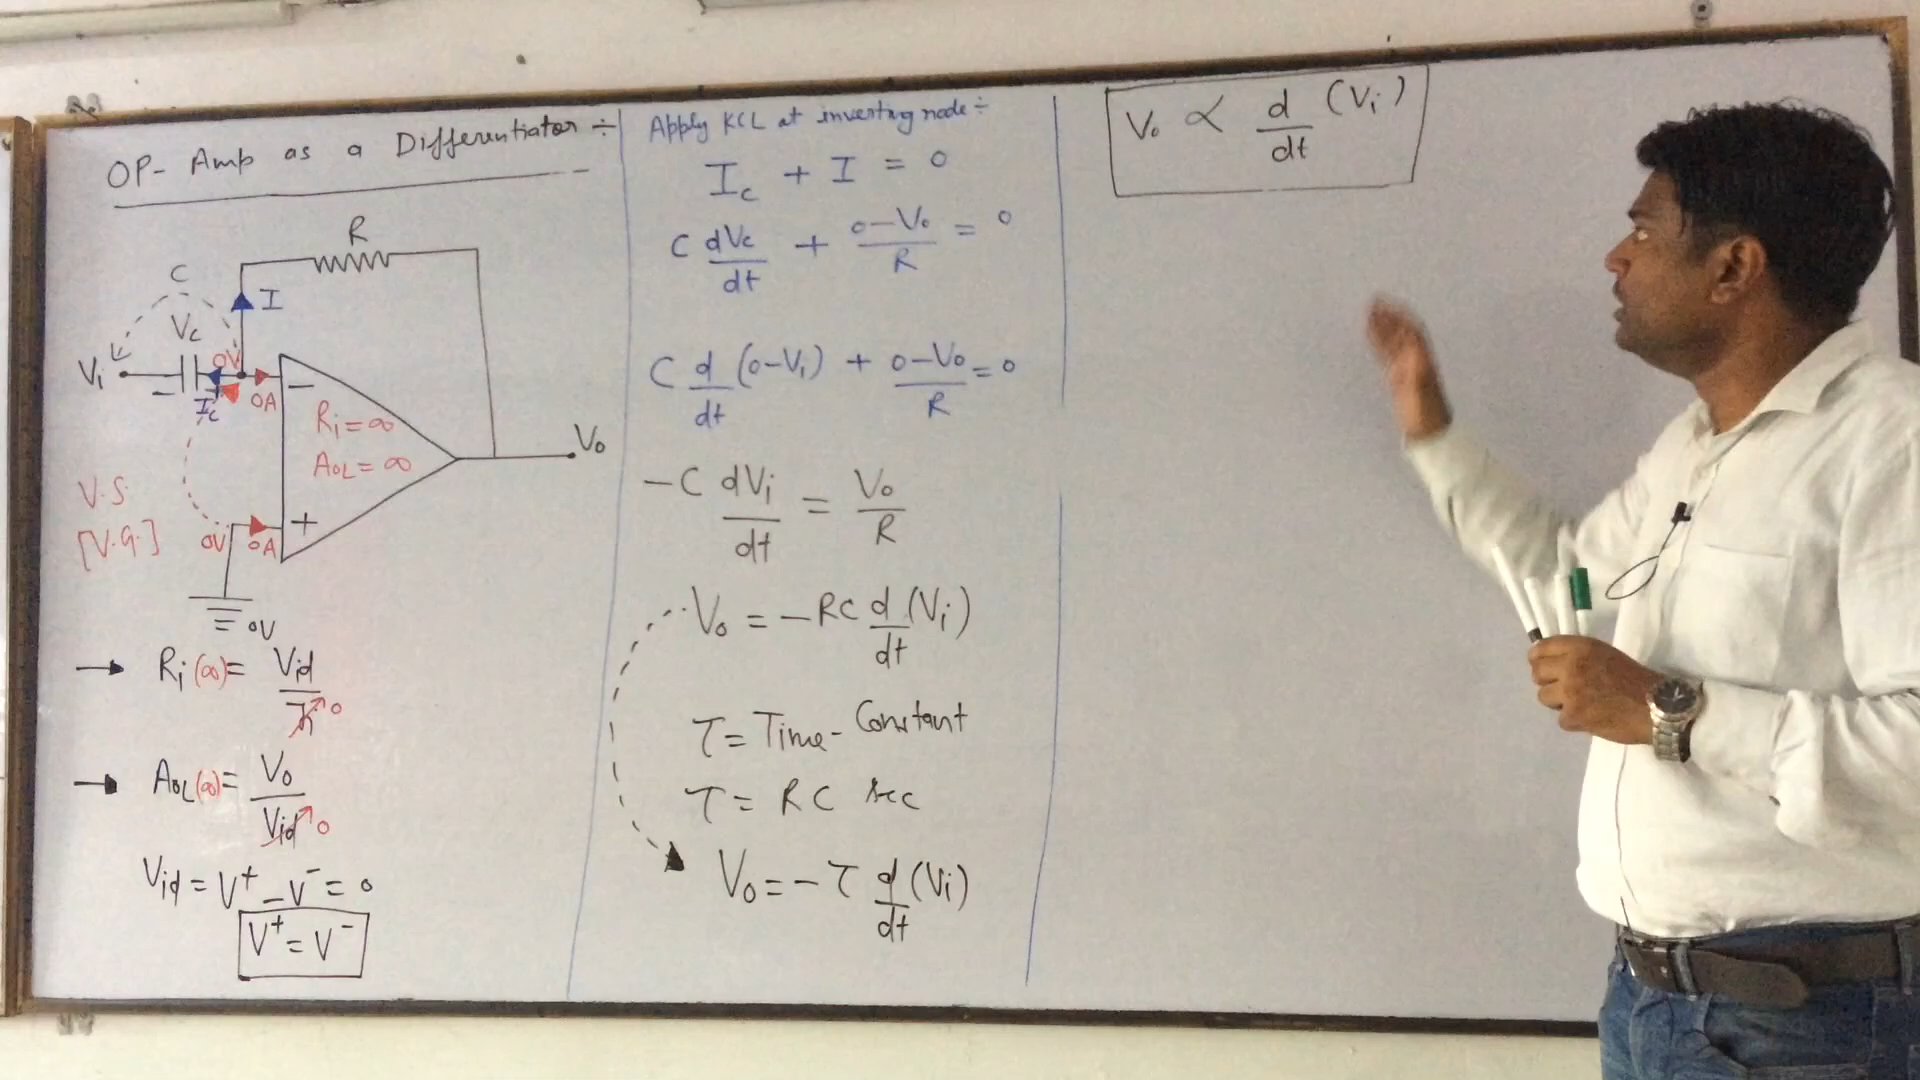 OP-Amp as a Differentiator ÷
R
C
I
Vc
Vi
0V
−
−
Ic
0A
Ri = ∞
AOL = ∞
Vo
V.S.
[V.G.]
0V
0A
+
0V
→ Ri (∞) = Vid / Ii → 0
→ AOL (∞) = Vo / Vid → 0
Vid = V⁺ − V⁻ = 0
V⁺ = V⁻
Apply KCL at inverting node ÷
Ic + I = 0
C dVc/dt + (0−Vo)/R = 0
C d/dt (0−Vi) + (0−Vo)/R = 0
−C dVi/dt = Vo/R
Vo = −RC d/dt (Vi)
τ = Time-Constant
τ = RC sec
Vo = −τ d/dt (Vi)
Vo ∝ d/dt (Vi)